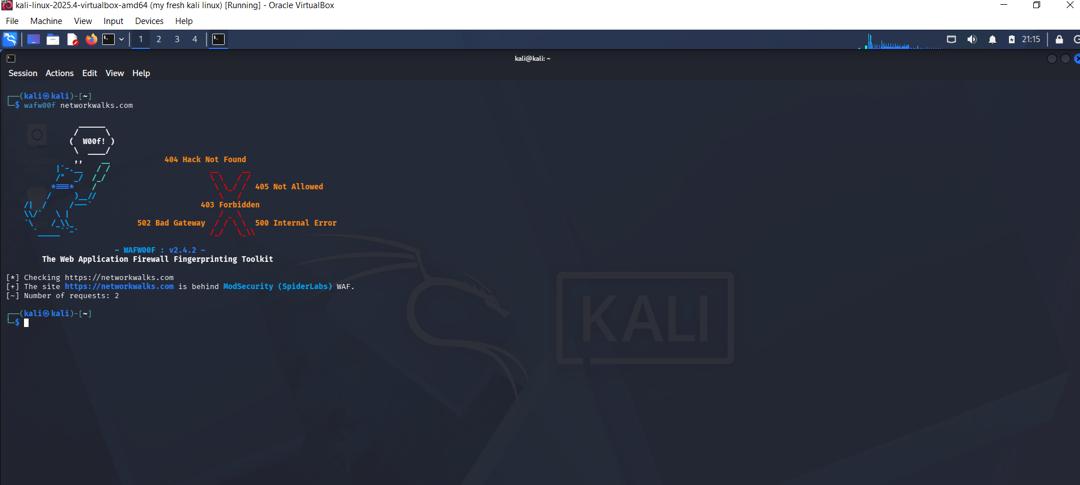 kali-linux-2025.4-virtualbox-amd64 (my fresh kali linux) [Running] - Oracle VirtualBox
File Machine View Input Devices Help
1 2 3 4 21:15
kali@kali: ~
Session Actions Edit View Help
(kali㉿kali)-[~]
$ wafw00f networkwalks.com
( W00f! )
404 Hack Not Found
405 Not Allowed
403 Forbidden
502 Bad Gateway 500 Internal Error
~ WAFW00F : v2.4.2 ~
The Web Application Firewall Fingerprinting Toolkit
[*] Checking https://networkwalks.com
[+] The site https://networkwalks.com is behind ModSecurity (SpiderLabs) WAF.
[~] Number of requests: 2
(kali㉿kali)-[~]
$
KALI